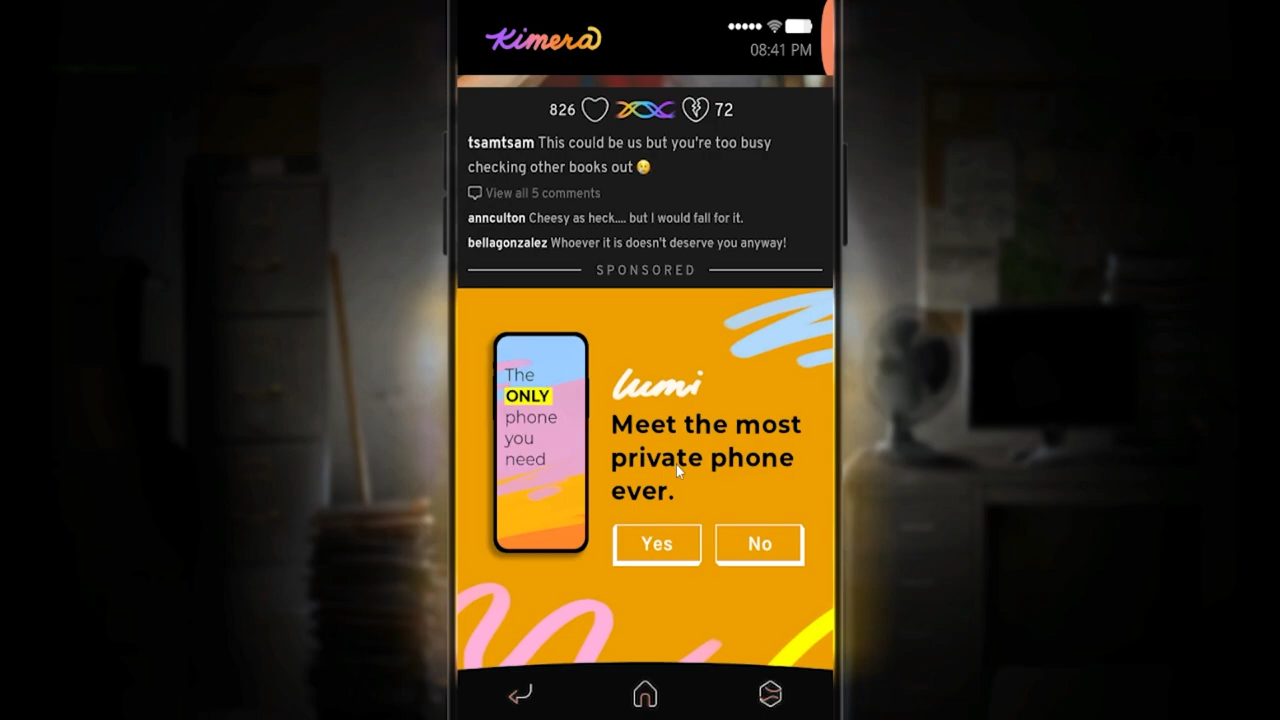 Kimera
08:41 PM
826 72
tsamtsam This could be us but you're too busy
checking other books out 😢
View all 5 comments
annculton Cheesy as heck.... but I would fall for it.
bellagonzalez Whoever it is doesn't deserve you anyway!
SPONSORED
The
ONLY
phone
you
need
lumi
Meet the most
private phone
ever.
Yes No